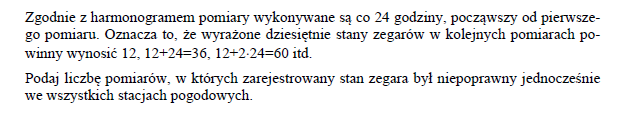 Zgodnie z harmonogramem pomiary wykonywane są co 24 godziny, począwszy od pierwsze-
go pomiaru. Oznacza to, że wyrażone dziesiętnie stany zegarów w kolejnych pomiarach po-
winny wynosić 12, 12+24=36, 12+2·24=60 itd.
Podaj liczbę pomiarów, w których zarejestrowany stan zegara był niepoprawny jednocześnie
we wszystkich stacjach pogodowych.